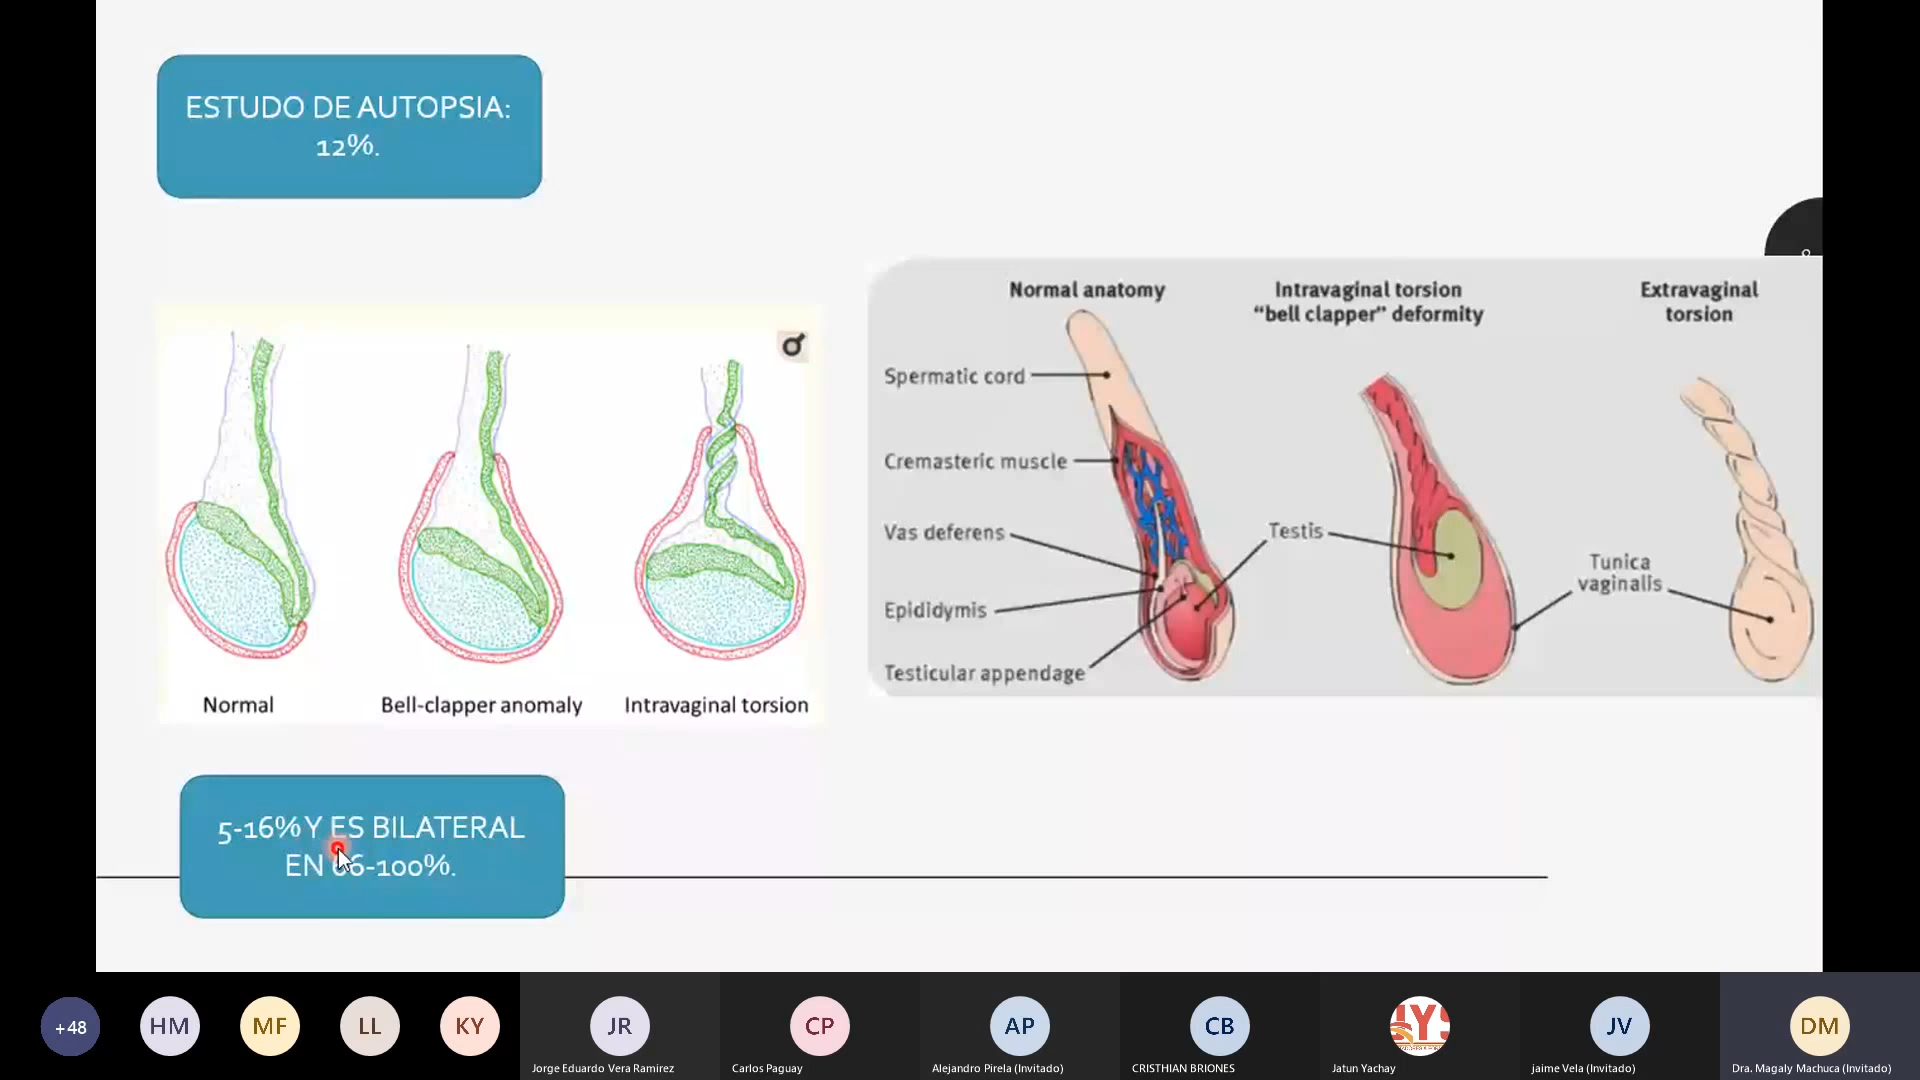 ESTUDO DE AUTOPSIA:
12%.
Normal
Bell-clapper anomaly
Intravaginal torsion
Normal anatomy
Intravaginal torsion
“bell clapper” deformity
Extravaginal
torsion
Spermatic cord
Cremasteric muscle
Vas deferens
Epididymis
Testicular appendage
Testis
Tunica
vaginalis
5-16% Y ES BILATERAL
EN 66-100%.
+48
HM
MF
LL
KY
JR
CP
AP
CB
JV
DM
Jorge Eduardo Vera Ramirez
Carlos Paguay
Alejandro Pirela (Invitado)
CRISTHIAN BRIONES
Jatun Yachay
jaime Vela (Invitado)
Dra. Magaly Machuca (Invitado)